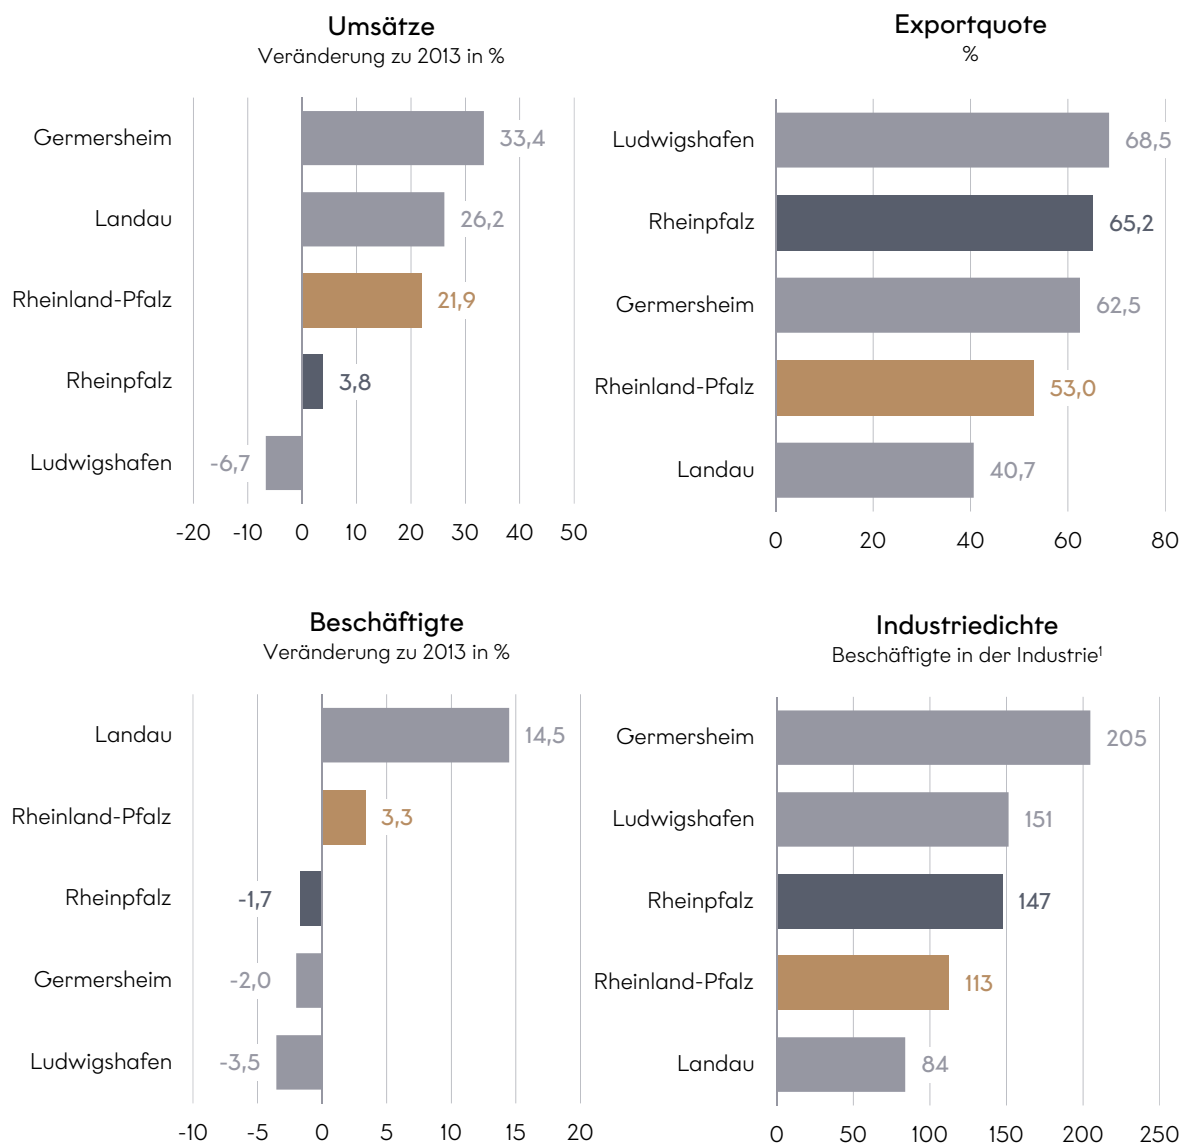 Umsätze
Veränderung zu 2013 in %
Germersheim 33,4
Landau 26,2
Rheinland-Pfalz 21,9
Rheinpfalz 3,8
Ludwigshafen -6,7
-20 -10 0 10 20 30 40 50
Exportquote
%
Ludwigshafen 68,5
Rheinpfalz 65,2
Germersheim 62,5
Rheinland-Pfalz 53,0
Landau 40,7
0 20 40 60 80
Beschäftigte
Veränderung zu 2013 in %
Landau 14,5
Rheinland-Pfalz 3,3
Rheinpfalz -1,7
Germersheim -2,0
Ludwigshafen -3,5
-10 -5 0 5 10 15 20
Industriedichte
Beschäftigte in der Industrie¹
Germersheim 205
Ludwigshafen 151
Rheinpfalz 147
Rheinland-Pfalz 113
Landau 84
0 50 100 150 200 250